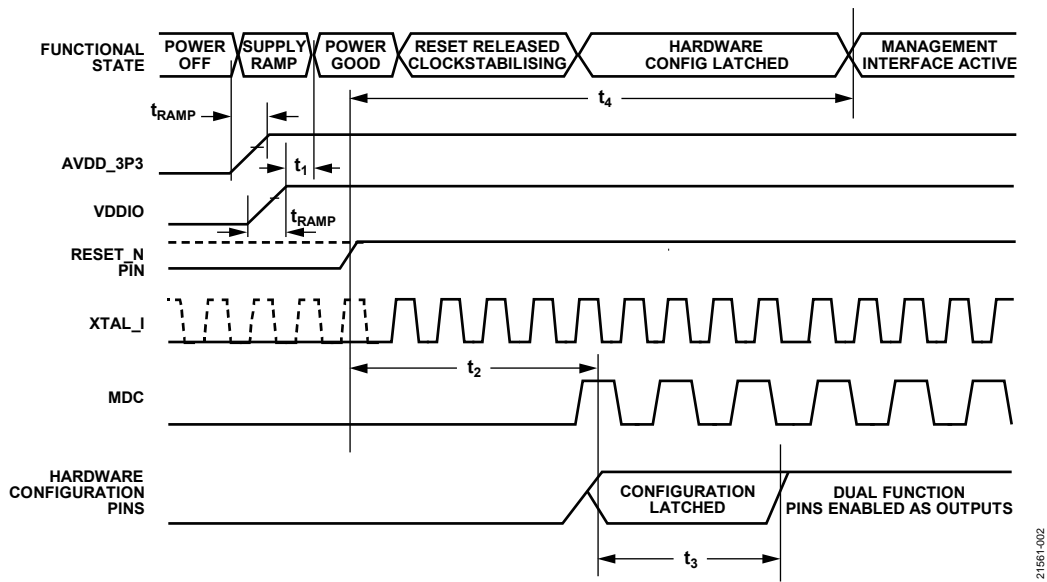 FUNCTIONAL
STATE
POWER
OFF
SUPPLY
RAMP
POWER
GOOD
RESET RELEASED
CLOCKSTABILISING
HARDWARE
CONFIG LATCHED
MANAGEMENT
INTERFACE ACTIVE
t4
tRAMP
AVDD_3P3
t1
VDDIO
tRAMP
RESET_N
PIN
XTAL_I
t2
MDC
HARDWARE
CONFIGURATION
PINS
CONFIGURATION
LATCHED
DUAL FUNCTION
PINS ENABLED AS OUTPUTS
t3
21561-002